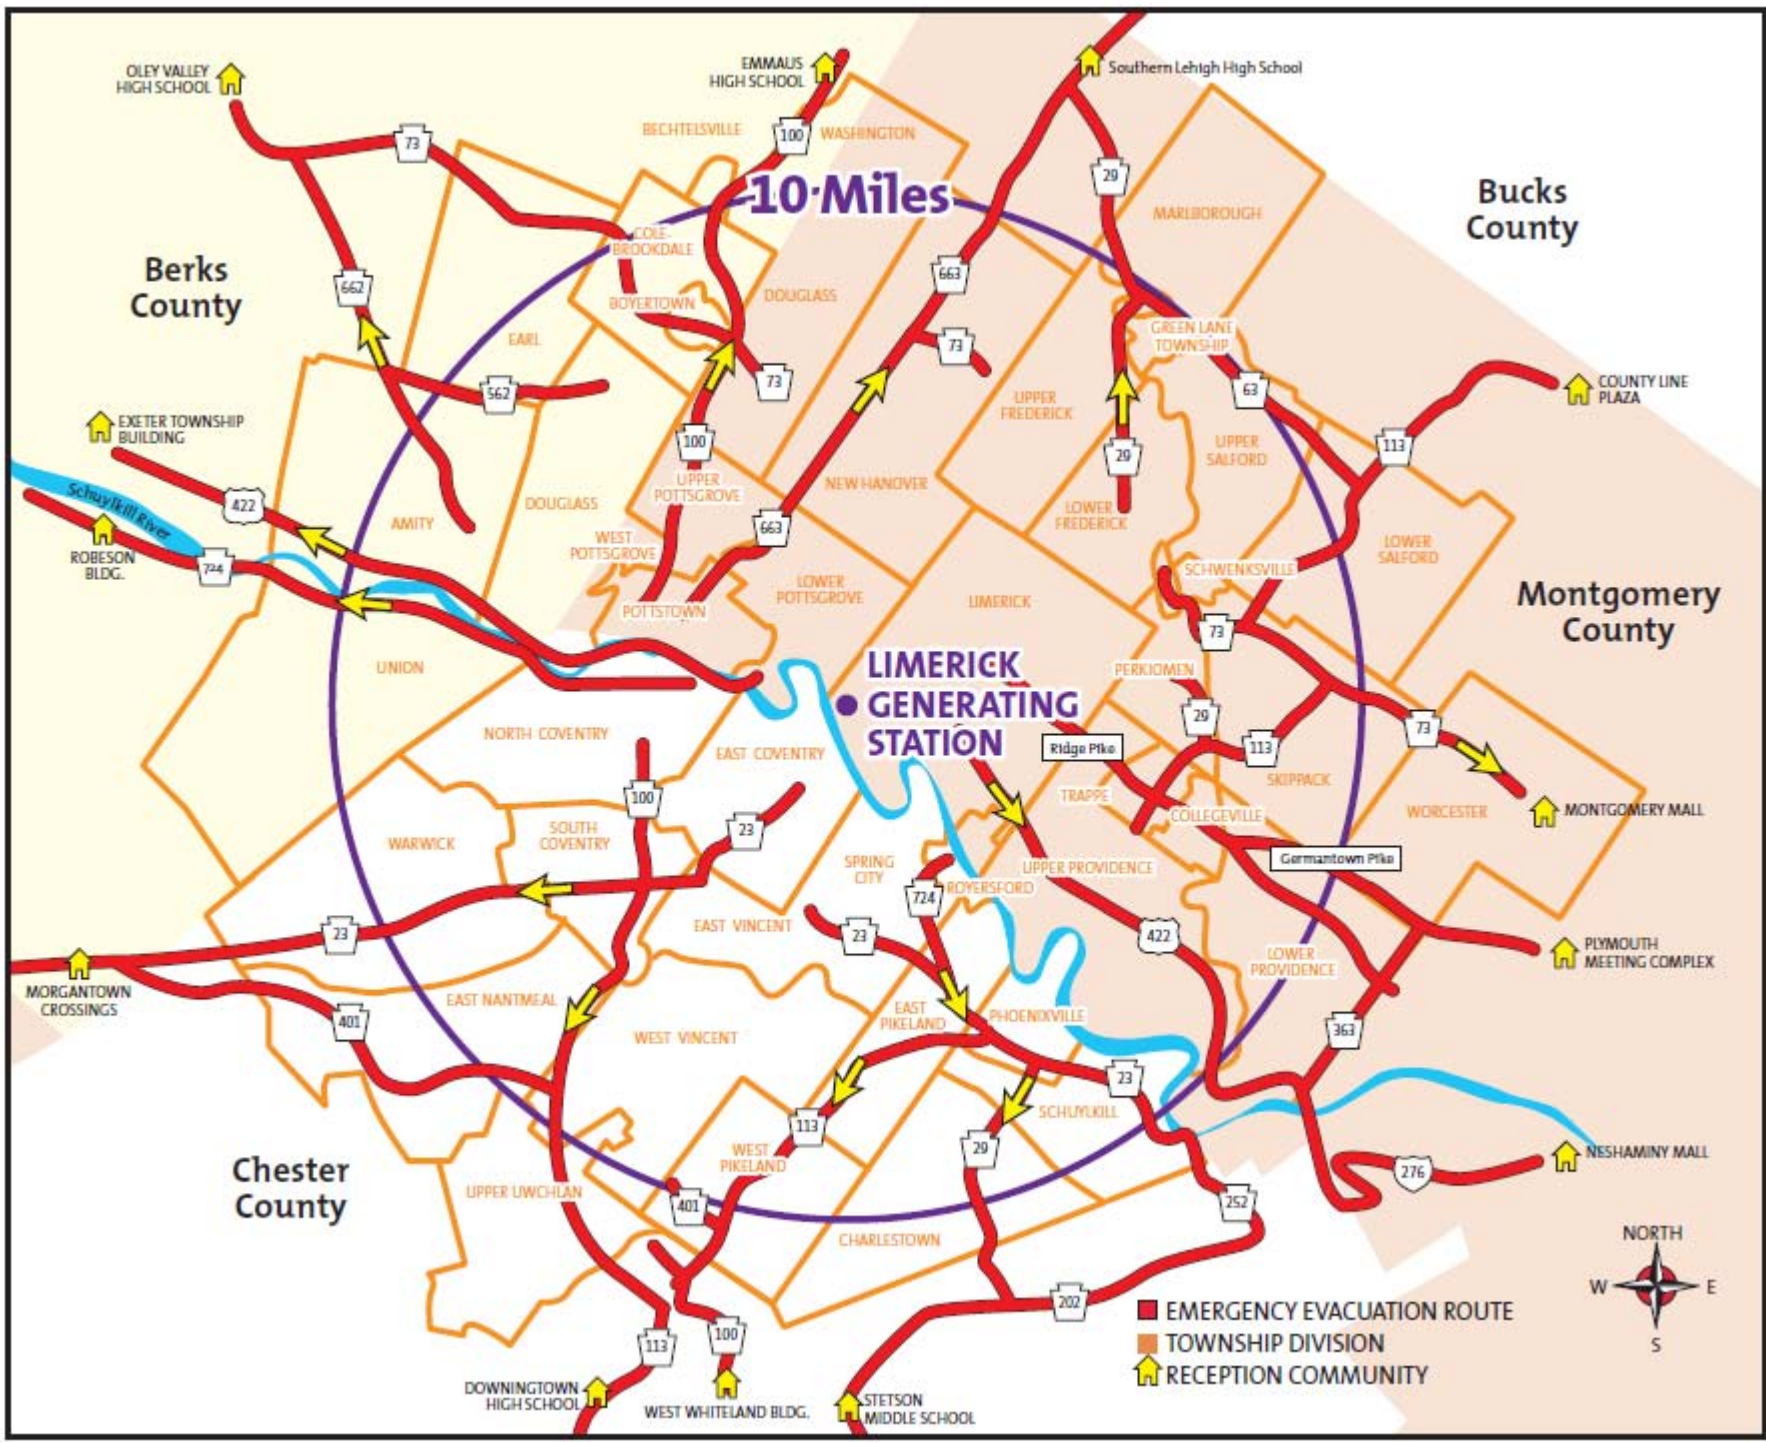 OLEY VALLEY
HIGH SCHOOL
EMMAUS
HIGH SCHOOL
Southern Lehigh High School
BECHTELSVILLE
100
WASHINGTON
73
10 Miles
29
MARLBOROUGH
Bucks
County
COLE-
BROOKDALE
Berks
County
662
BOYERTOWN
DOUGLASS
663
EARL
GREEN LANE
TOWNSHIP
73
73
562
63
COUNTY LINE
PLAZA
UPPER
FREDERICK
EXETER TOWNSHIP
BUILDING
100
29
UPPER
SALFORD
113
Schuylkill River
422
AMITY
DOUGLASS
UPPER
POTTSGROVE
NEW HANOVER
LOWER
FREDERICK
663
WEST
POTTSGROVE
LOWER
SALFORD
ROBESON
BLDG.
724
SCHWENKSVILLE
LOWER
POTTSGROVE
LIMERICK
POTTSTOWN
Montgomery
County
73
UNION
LIMERICK
GENERATING
STATION
PERKIOMEN
29
73
NORTH COVENTRY
EAST COVENTRY
Ridge Pike
113
SKIPPACK
100
TRAPPE
COLLEGEVILLE
WORCESTER
MONTGOMERY MALL
WARWICK
SOUTH
COVENTRY
23
SPRING
CITY
UPPER PROVIDENCE
Germantown Pike
724
ROYERSFORD
23
EAST VINCENT
23
422
LOWER
PROVIDENCE
PLYMOUTH
MEETING COMPLEX
MORGANTOWN
CROSSINGS
EAST NANTMEAL
401
WEST VINCENT
EAST
PIKELAND
PHOENIXVILLE
363
23
SCHUYLKILL
113
WEST
PIKELAND
29
NESHAMINY MALL
276
Chester
County
UPPER UWCHLAN
401
252
CHARLESTOWN
NORTH
W
E
S
202
113
100
EMERGENCY EVACUATION ROUTE
TOWNSHIP DIVISION
RECEPTION COMMUNITY
DOWNINGTOWN
HIGH SCHOOL
WEST WHITELAND BLDG.
STETSON
MIDDLE SCHOOL